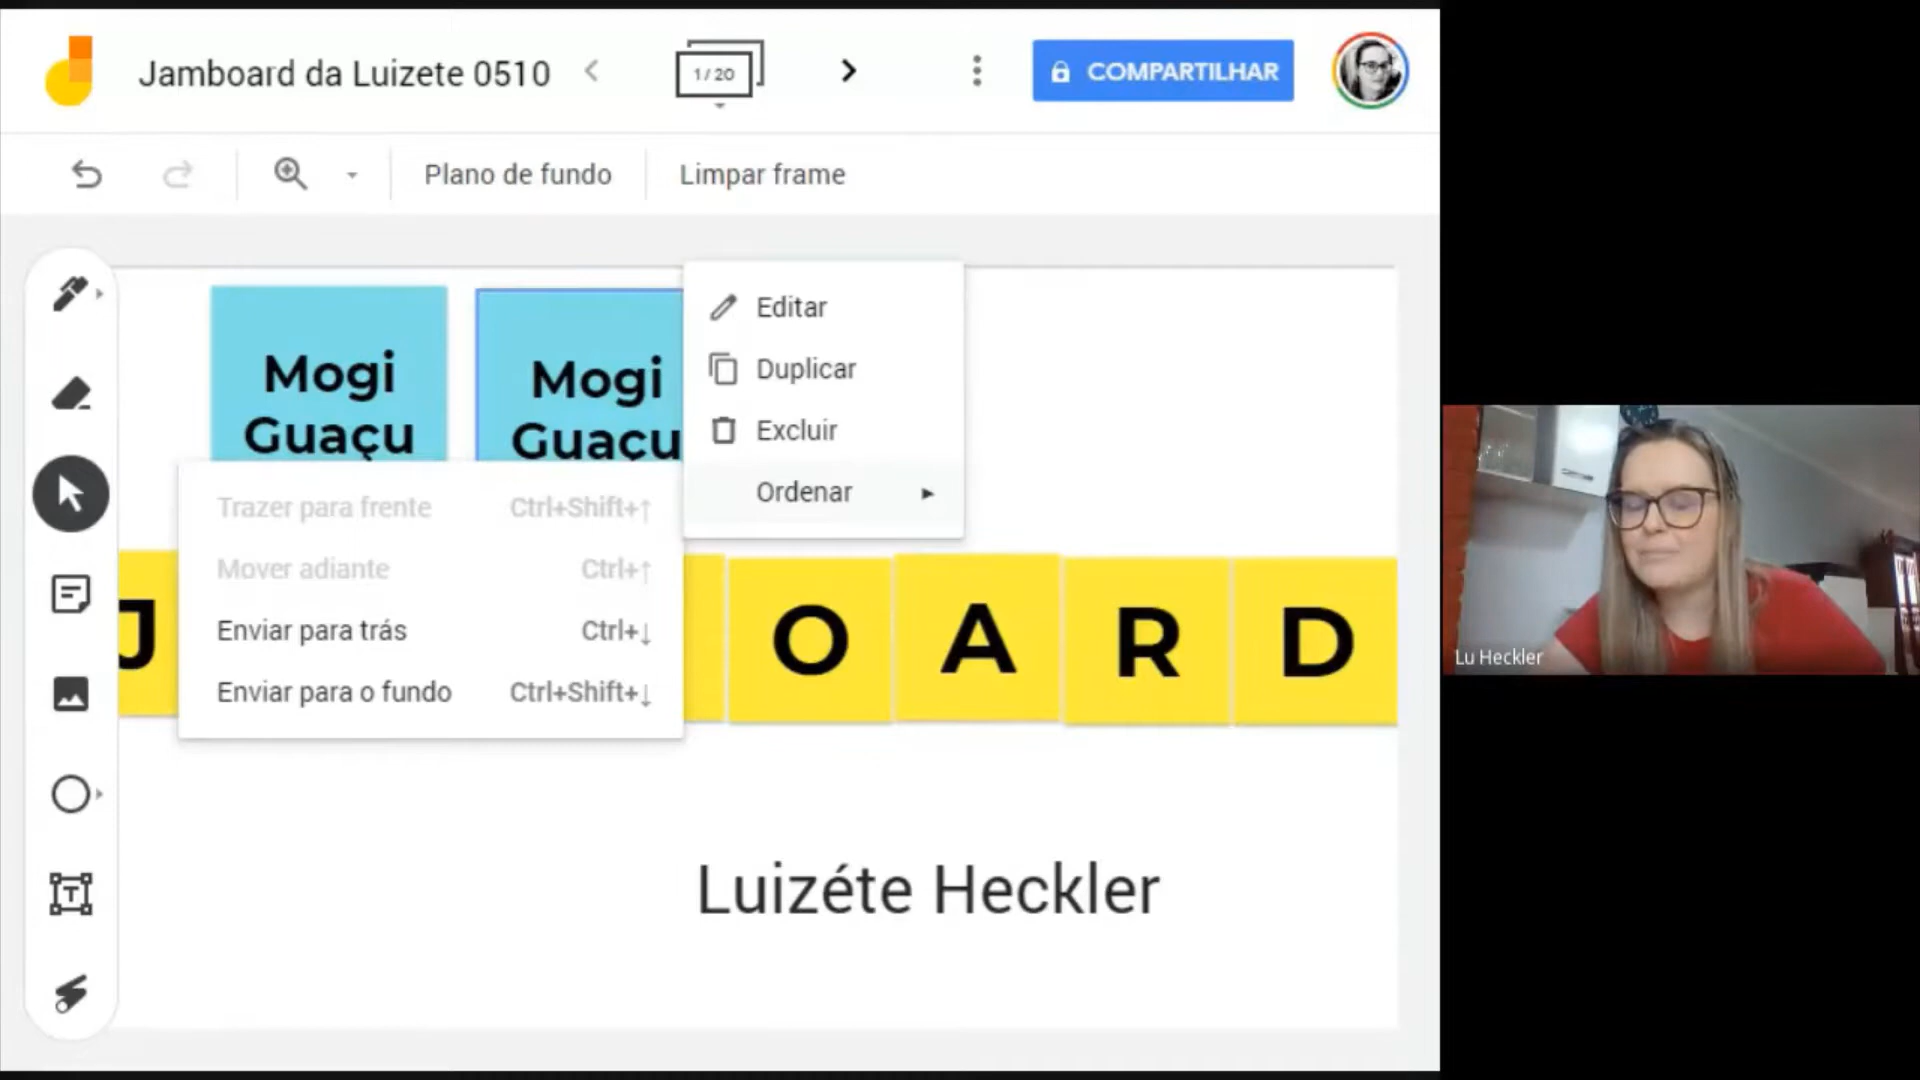 Jamboard da Luizete 0510
1 / 20
COMPARTILHAR
Plano de fundo
Limpar frame
Mogi
Guaçu
Mogi
Guaçu
Editar
Duplicar
Excluir
Ordenar
Trazer para frente Ctrl+Shift+↑
Mover adiante Ctrl+↑
Enviar para trás Ctrl+↓
Enviar para o fundo Ctrl+Shift+↓
J O A R D
Luizéte Heckler
Lu Heckler